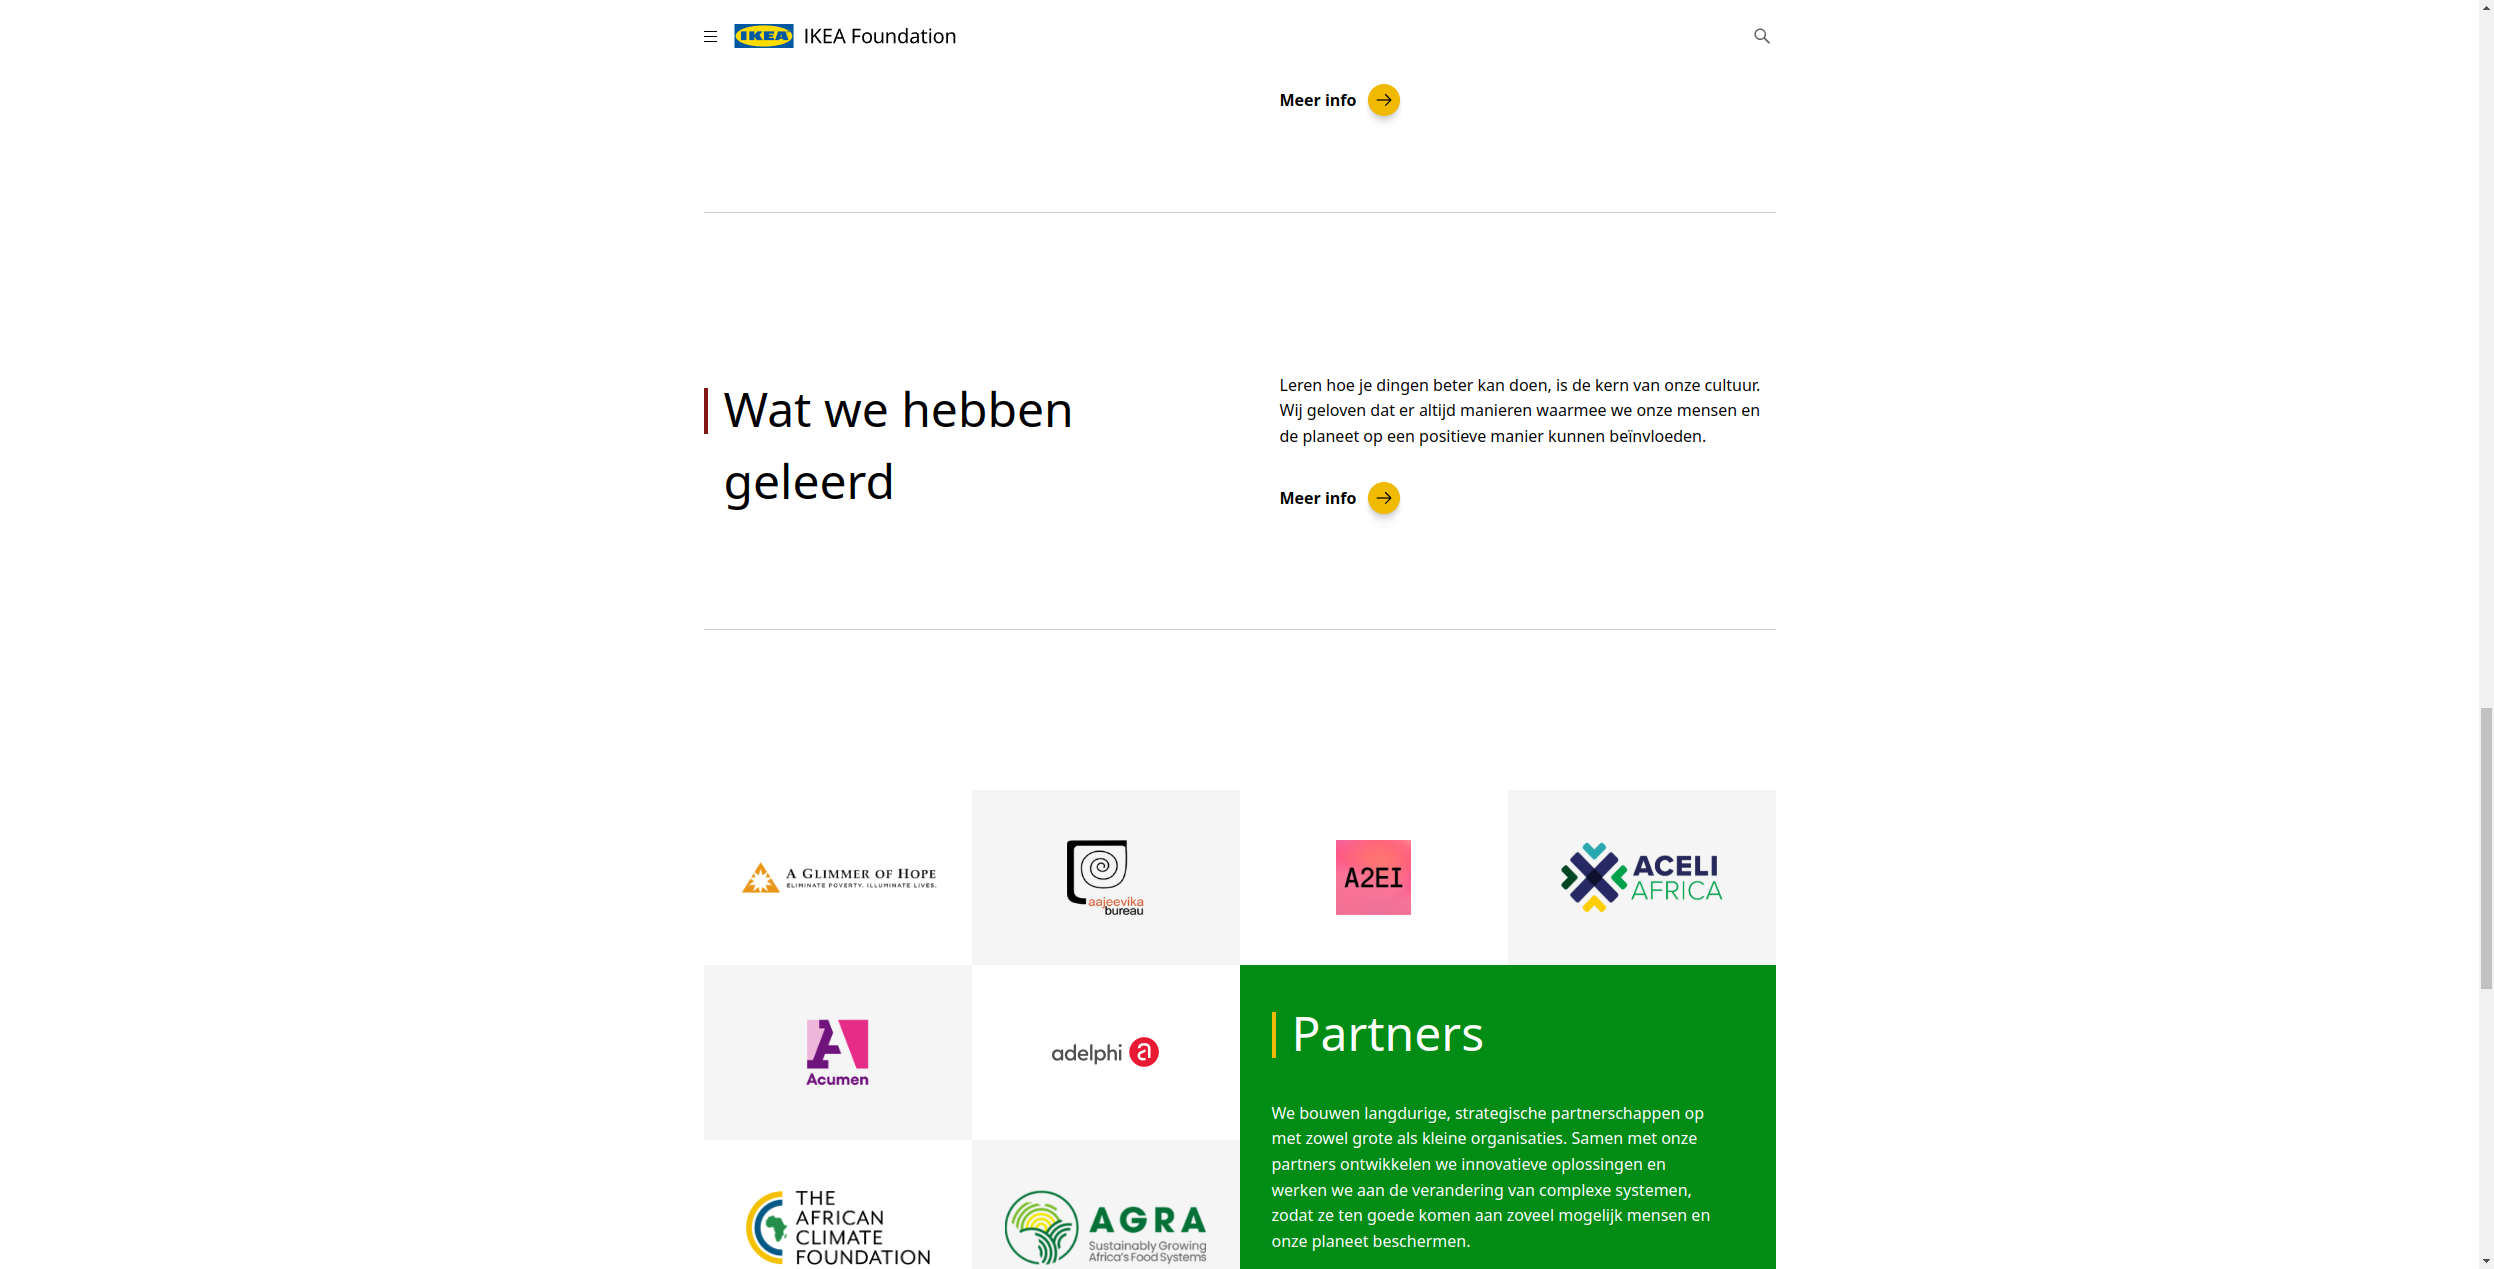 IKEA IKEA Foundation
Meer info
Wat we hebben
geleerd
Leren hoe je dingen beter kan doen, is de kern van onze cultuur.
Wij geloven dat er altijd manieren waarmee we onze mensen en
de planeet op een positieve manier kunnen beïnvloeden.
Meer info
A GLIMMER OF HOPE
ELIMINATE POVERTY. ILLUMINATE LIVES.
aajeevika
bureau
A2EI
ACELI
AFRICA
Acumen
adelphi a
Partners
We bouwen langdurige, strategische partnerschappen op
met zowel grote als kleine organisaties. Samen met onze
partners ontwikkelen we innovatieve oplossingen en
werken we aan de verandering van complexe systemen,
zodat ze ten goede komen aan zoveel mogelijk mensen en
onze planeet beschermen.
THE
AFRICAN
CLIMATE
FOUNDATION
AGRA
Sustainably Growing
Africa's Food Systems